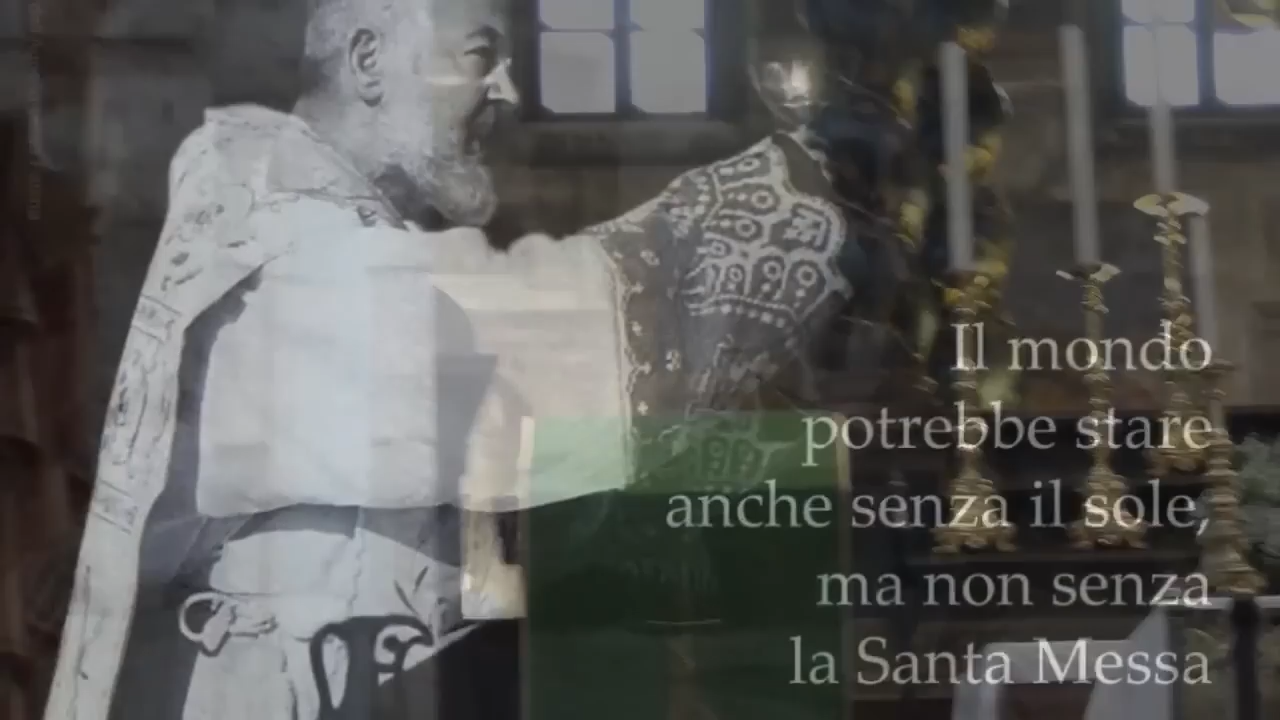 Il mondo
potrebbe stare
anche senza il sole,
ma non senza
la Santa Messa